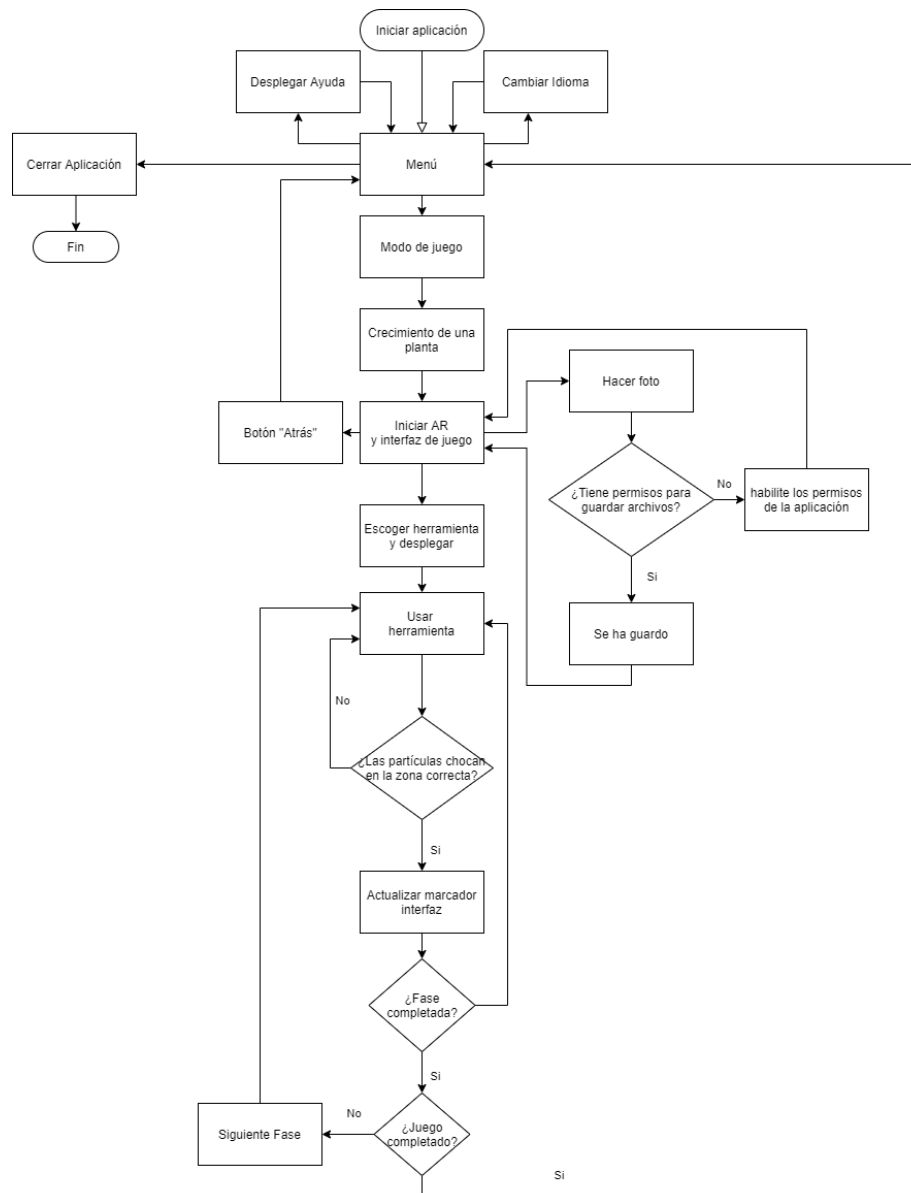 Iniciar aplicación
Desplegar Ayuda
Cambiar Idioma
Cerrar Aplicación
Menú
Fin
Modo de juego
Crecimiento de una
planta
Hacer foto
Botón "Atrás"
Iniciar AR
y interfaz de juego
¿Tiene permisos para
guardar archivos?
No
habilite los permisos
de la aplicación
Escoger herramienta
y desplegar
Si
Usar
herramienta
Se ha guardo
No
¿Las partículas chocan
en la zona correcta?
Si
Actualizar marcador
interfaz
¿Fase
completada?
Si
Siguiente Fase
No
¿Juego
completado?
Si